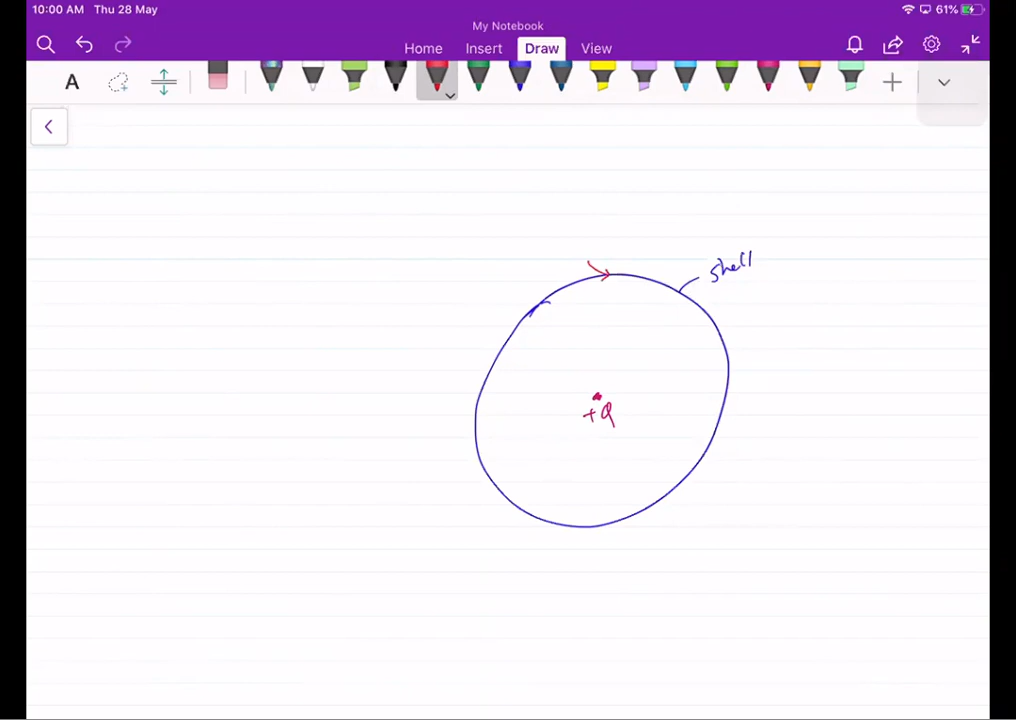 10:00 AM Thu 28 May
61%
My Notebook
Home Insert Draw View
A
shell
+Q